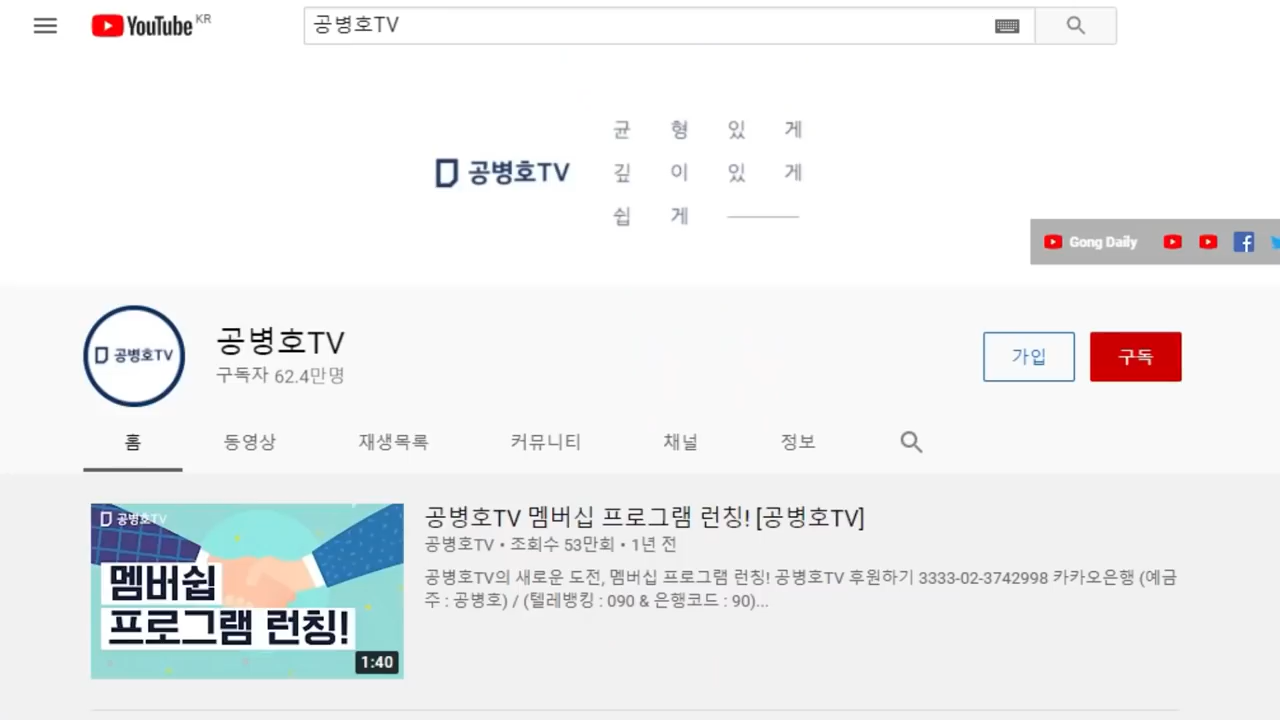 YouTube KR
공병호TV
균형있게
공병호TV
깊이있게
쉽게
Gong Daily
공병호TV
공병호TV
구독자 62.4만명
가입
구독
홈
동영상
재생목록
커뮤니티
채널
정보
공병호TV
멤버쉽
프로그램 런칭!
1:40
공병호TV 멤버십 프로그램 런칭! [공병호TV]
공병호TV • 조회수 53만회 • 1년 전
공병호TV의 새로운 도전, 멤버십 프로그램 런칭! 공병호TV 후원하기 3333-02-3742998 카카오은행 (예금
주 : 공병호) / (텔레뱅킹 : 090 & 은행코드 : 90)...